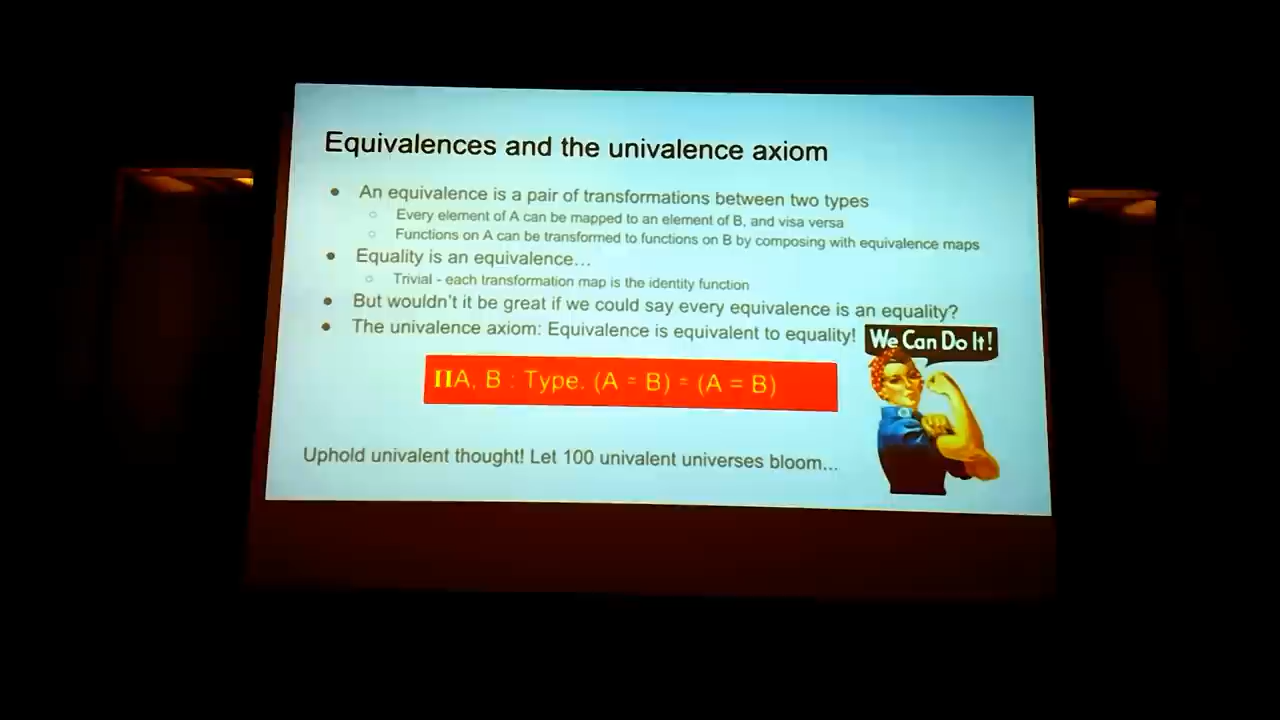 Equivalences and the univalence axiom
● An equivalence is a pair of transformations between two types
○ Every element of A can be mapped to an element of B, and visa versa
○ Functions on A can be transformed to functions on B by composing with equivalence maps
● Equality is an equivalence…
○ Trivial - each transformation map is the identity function
● But wouldn't it be great if we could say every equivalence is an equality?
● The univalence axiom: Equivalence is equivalent to equality!
We Can Do It!
ΠA, B : Type. (A = B) = (A = B)
Uphold univalent thought! Let 100 univalent universes bloom...